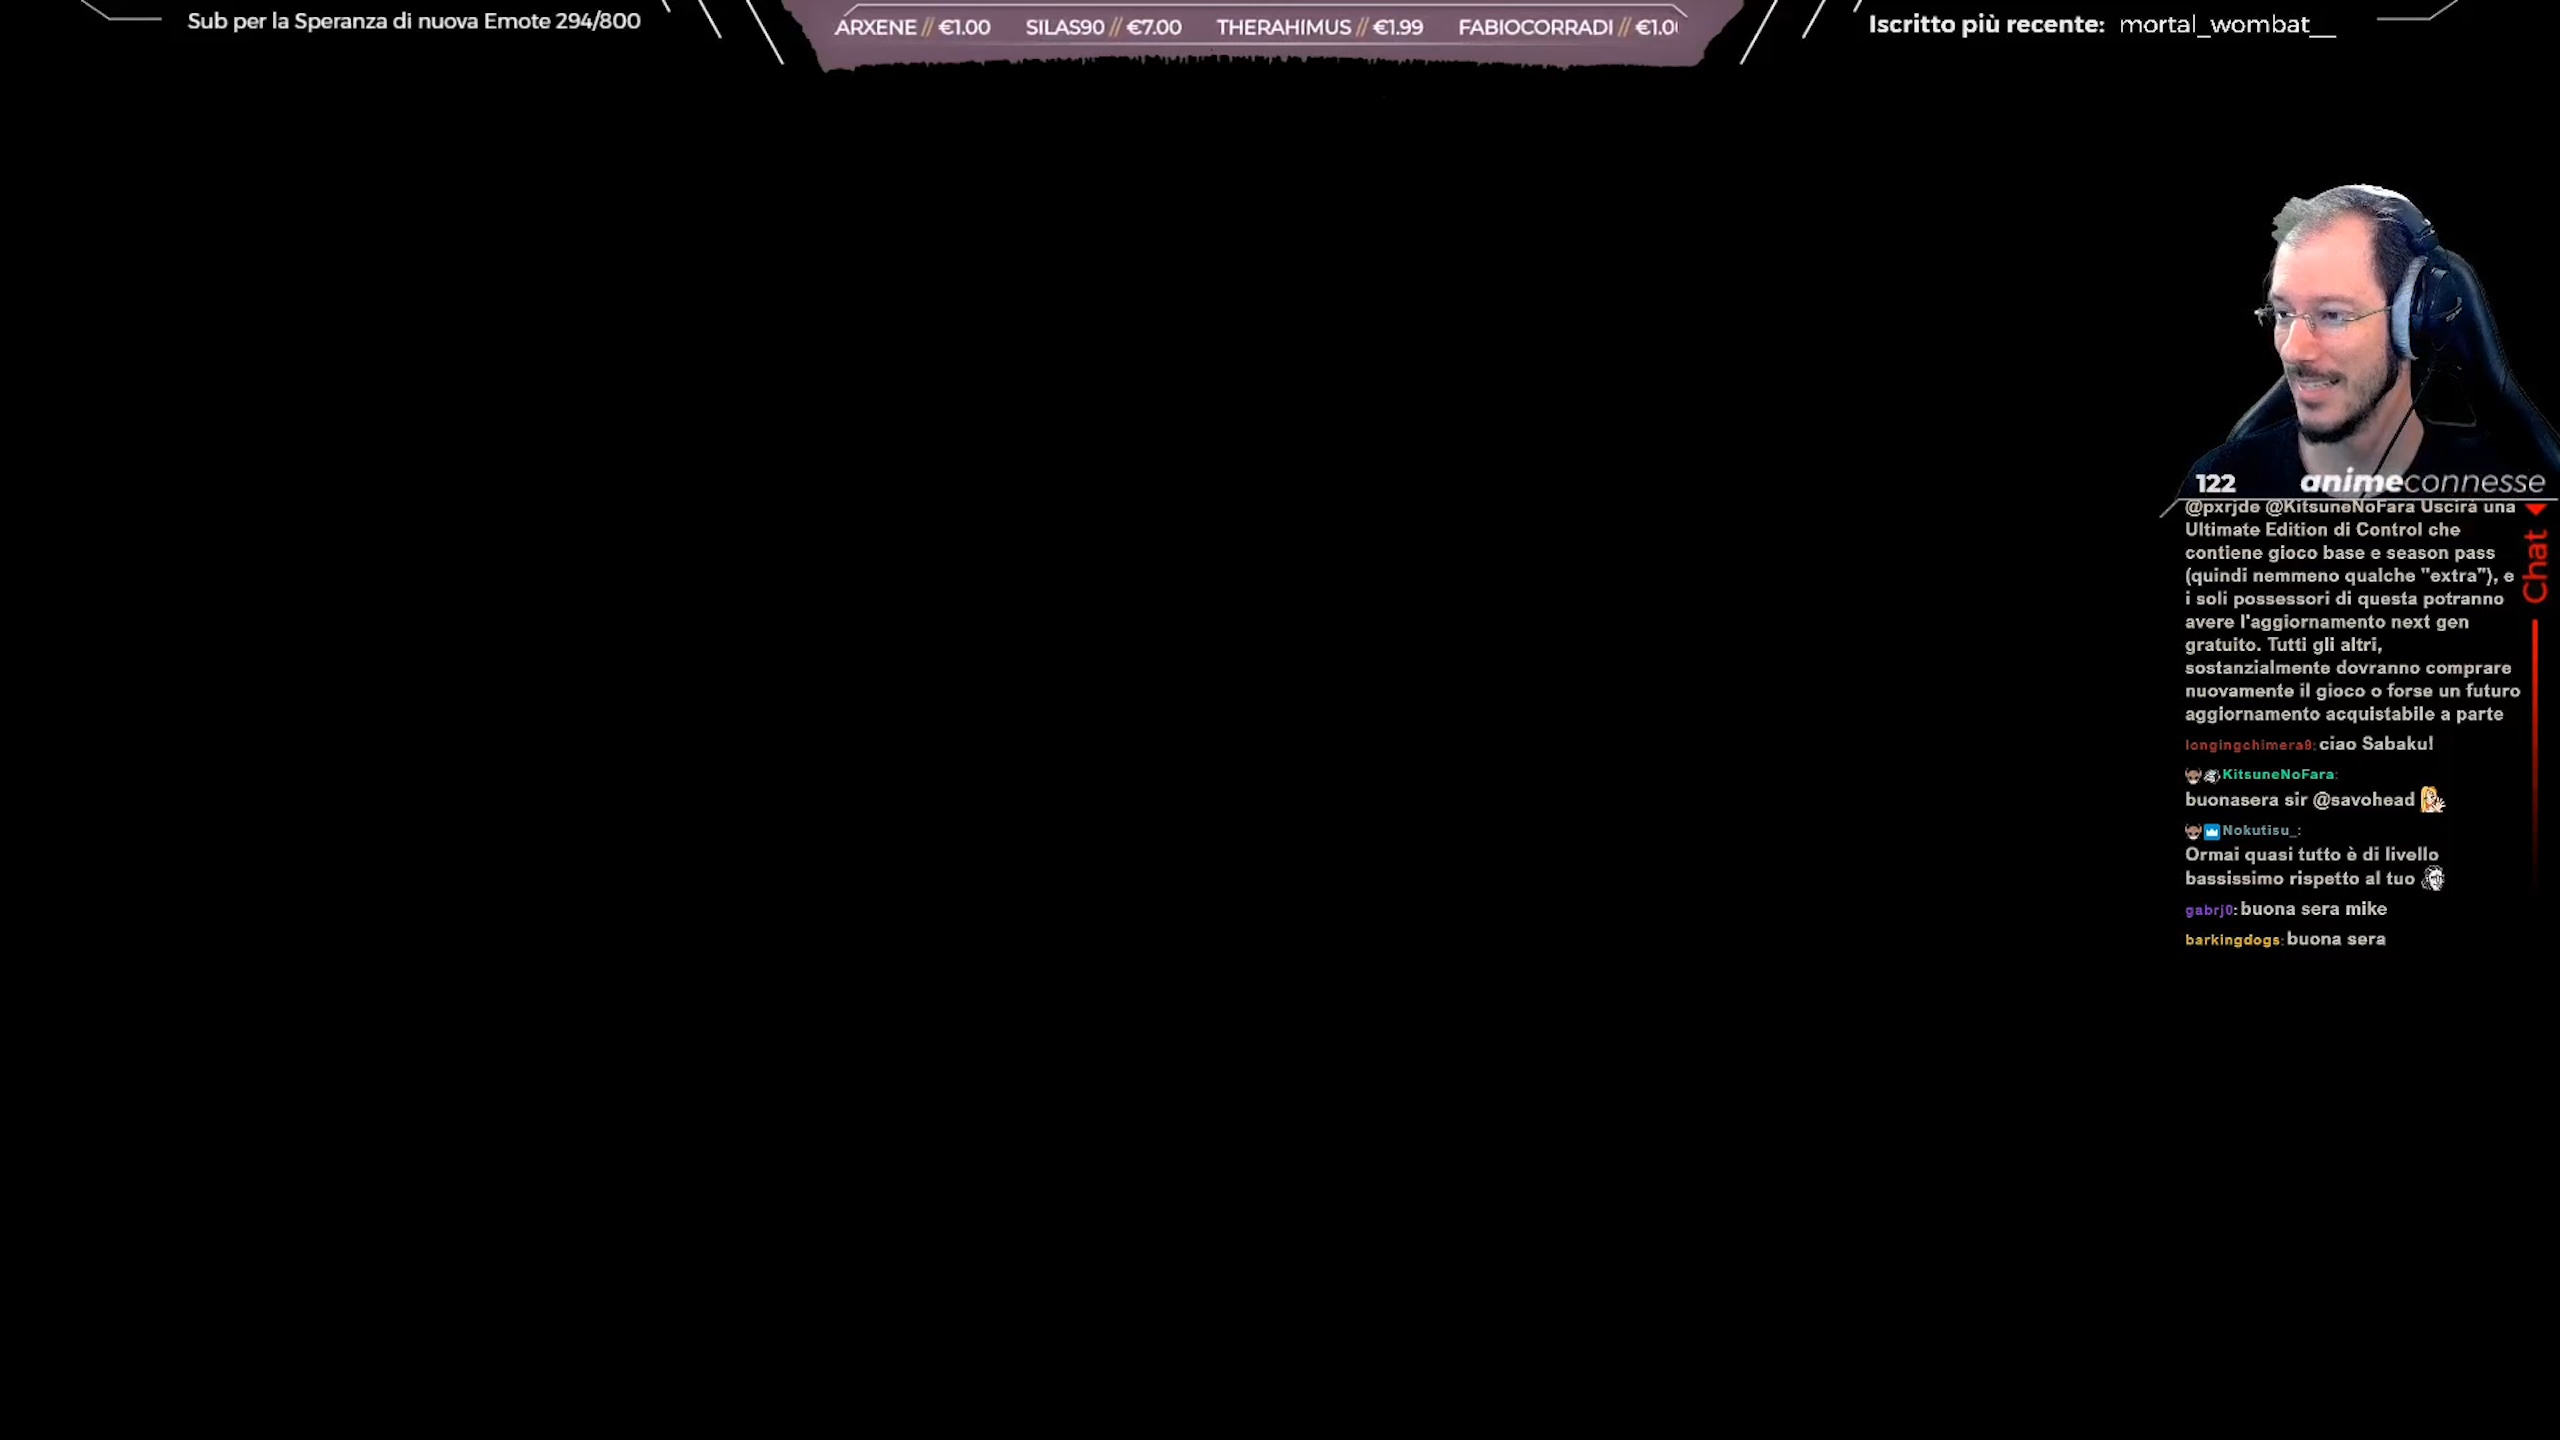 Sub per la Speranza di nuova Emote 294/800
ARXENE // €1.00 SILAS90 // €7.00 THERAHIMUS // €1.99 FABIOCORRADI // €1.0
Iscritto più recente: mortal_wombat__
122 animeconnesse
Chat
@pxrjde @KitsuneNoFara Uscirà una
Ultimate Edition di Control che
contiene gioco base e season pass
(quindi nemmeno qualche "extra"), e
i soli possessori di questa potranno
avere l'aggiornamento next gen
gratuito. Tutti gli altri,
sostanzialmente dovranno comprare
nuovamente il gioco o forse un futuro
aggiornamento acquistabile a parte
longingchimera9: ciao Sabaku!
KitsuneNoFara:
buonasera sir @savohead
Nokutisu_:
Ormai quasi tutto è di livello
bassissimo rispetto al tuo
gabrj0: buona sera mike
barkingdogs: buona sera